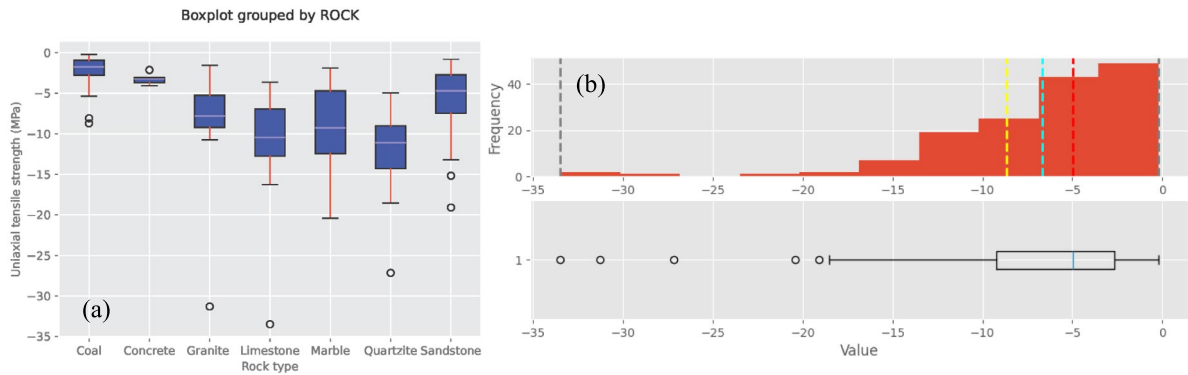 Boxplot grouped by ROCK
Uniaxial tensile strength (MPa)
0
−5
−10
−15
−20
−25
−30
−35
(a)
Coal Concrete Granite Limestone Marble Quartzite Sandstone
Rock type
(b)
Frequency
40
20
0
−35 −30 −25 −20 −15 −10 −5 0
1
−35 −30 −25 −20 −15 −10 −5 0
Value